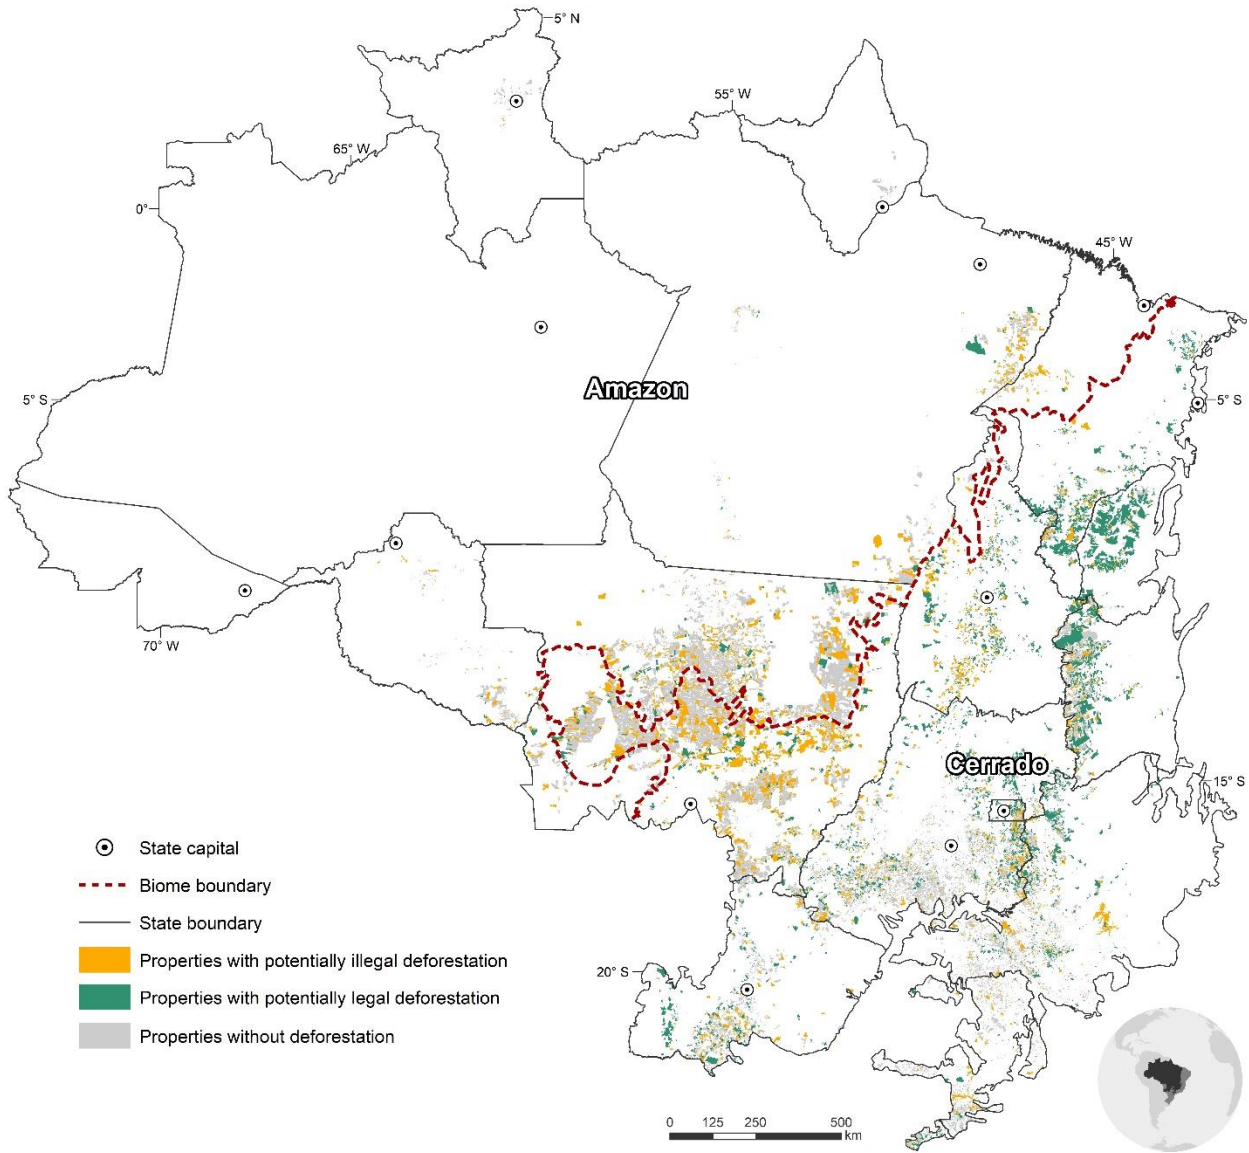 5° N
55° W
65° W
0°
45° W
Amazon
5° S
5° S
70° W
Cerrado
15° S
State capital
Biome boundary
State boundary
Properties with potentially illegal deforestation
20° S
Properties with potentially legal deforestation
Properties without deforestation
0 125 250 500
km